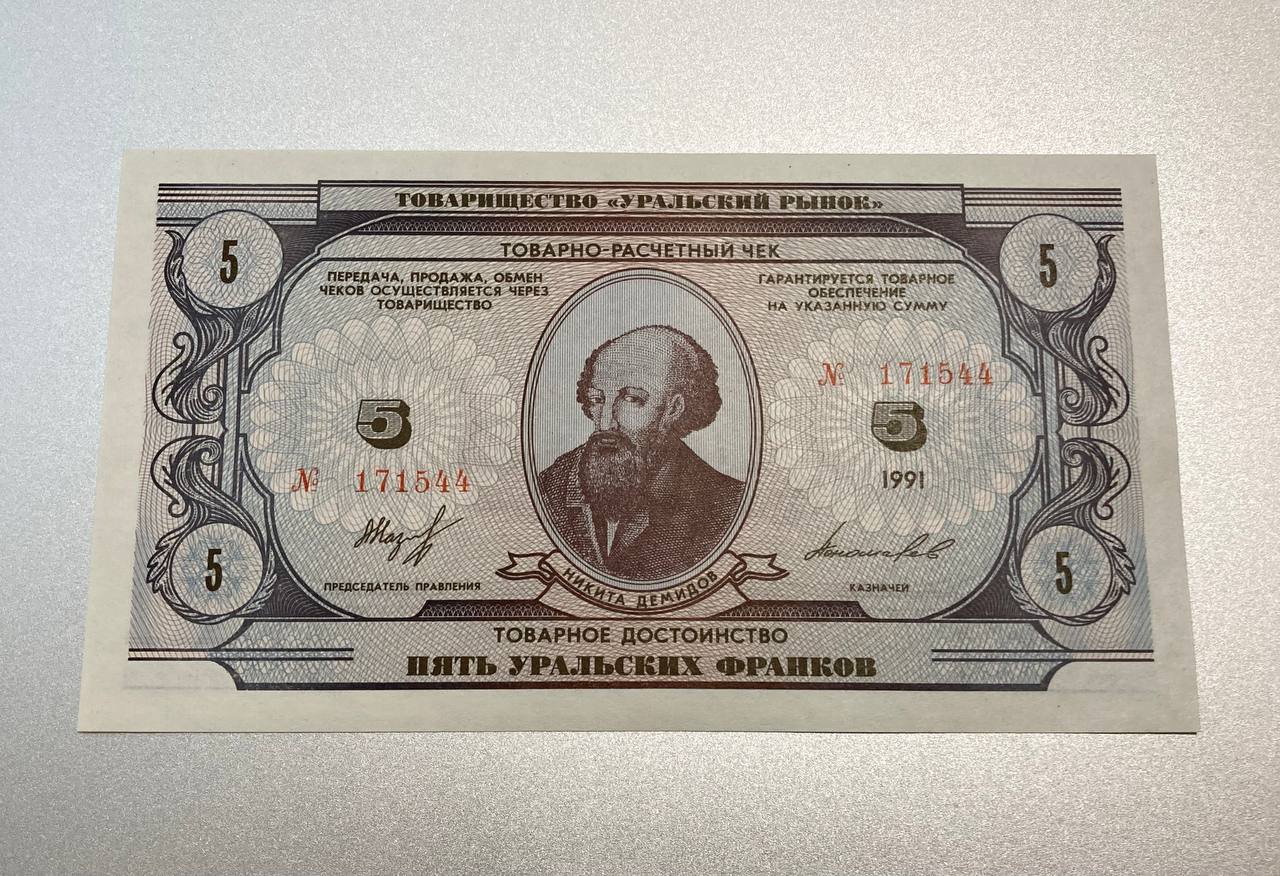 ТОВАРИЩЕСТВО «УРАЛЬСКИЙ РЫНОК»
ТОВАРНО-РАСЧЕТНЫЙ ЧЕК
5
5
ПЕРЕДАЧА, ПРОДАЖА, ОБМЕН
ЧЕКОВ ОСУЩЕСТВЛЯЕТСЯ ЧЕРЕЗ
ТОВАРИЩЕСТВО
ГАРАНТИРУЕТСЯ ТОВАРНОЕ
ОБЕСПЕЧЕНИЕ
НА УКАЗАННУЮ СУММУ
№ 171544
5
5
№ 171544
1991
ПРЕДСЕДАТЕЛЬ ПРАВЛЕНИЯ
КАЗНАЧЕЙ
5
5
НИКИТА ДЕМИДОВ
ТОВАРНОЕ ДОСТОИНСТВО
ПЯТЬ УРАЛЬСКИХ ФРАНКОВ